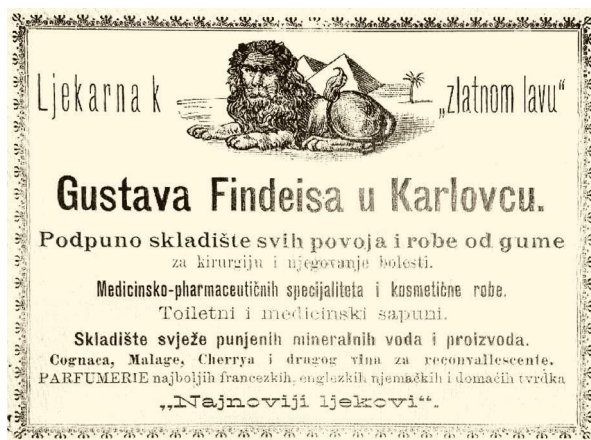 Ljekarna k „zlatnom lavu“
Gustava Findeisa u Karlovcu.
Podpuno skladište svih povoja i robe od gume
za kirurgiju i njegovanje bolesti.
Medicinsko-pharmaceutičnih specijaliteta i kosmetične robe.
Toiletni i medicinski sapuni.
Skladište svježe punjenih mineralnih voda i proizvoda.
Cognaca, Malage, Cherrya i drugog vina za reconvallescente.
PARFUMERIE najboljih francezkih, englezkih njemačkih i domaćih tvrdka
„Najnoviji ljekovi“.